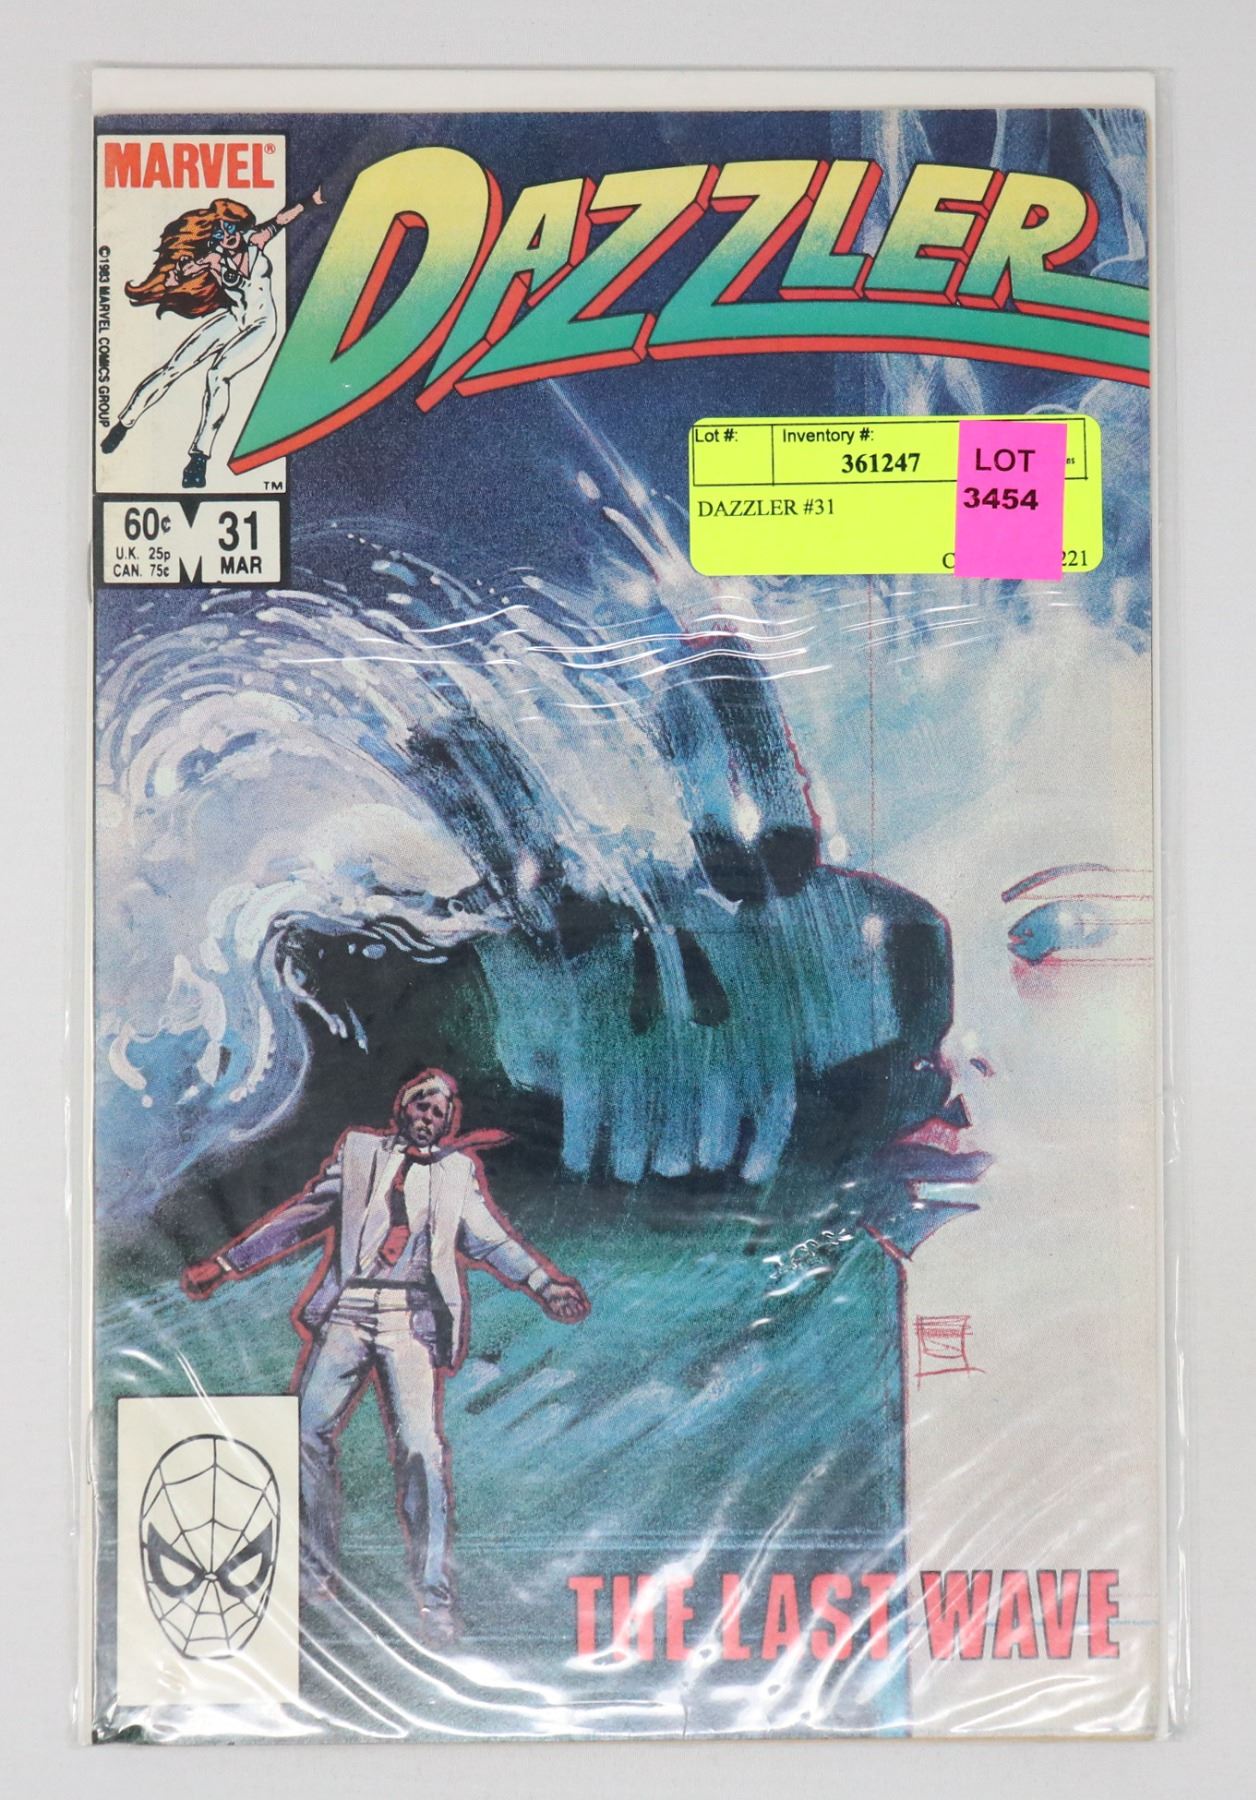 MARVEL®
DAZZLER
©1983 MARVEL COMICS GROUP
TM
60¢ 31
U.K. 25p
CAN. 75¢ MAR
Lot #: Inventory #:
361247
LOT
3454
DAZZLER #31
221
THE LAST WAVE